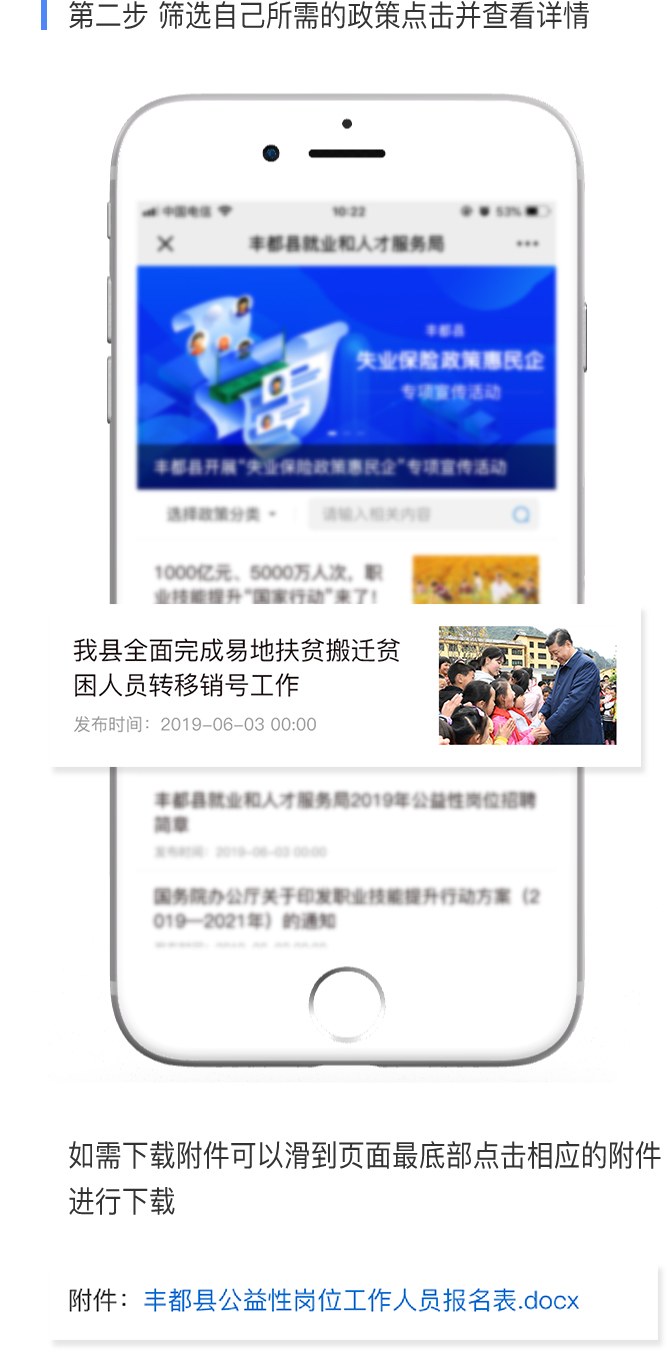 第二步 筛选自己所需的政策点击并查看详情
中国电信 10:22 53%
丰都县就业和人才服务局
丰都县
失业保险政策惠民企
专项宣传活动
丰都县开展“失业保险政策惠民企”专项宣传活动
选择政策分类 请输入相关内容
1000亿元、5000万人次，职
业技能提升“国家行动”来了！
我县全面完成易地扶贫搬迁贫
困人员转移销号工作
发布时间：2019-06-03 00:00
丰都县就业和人才服务局2019年公益性岗位招聘
简章
发布时间：2019-06-03 00:00
国务院办公厅关于印发职业技能提升行动方案（2
019—2021年）的通知
如需下载附件可以滑到页面最底部点击相应的附件
进行下载
附件：丰都县公益性岗位工作人员报名表.docx